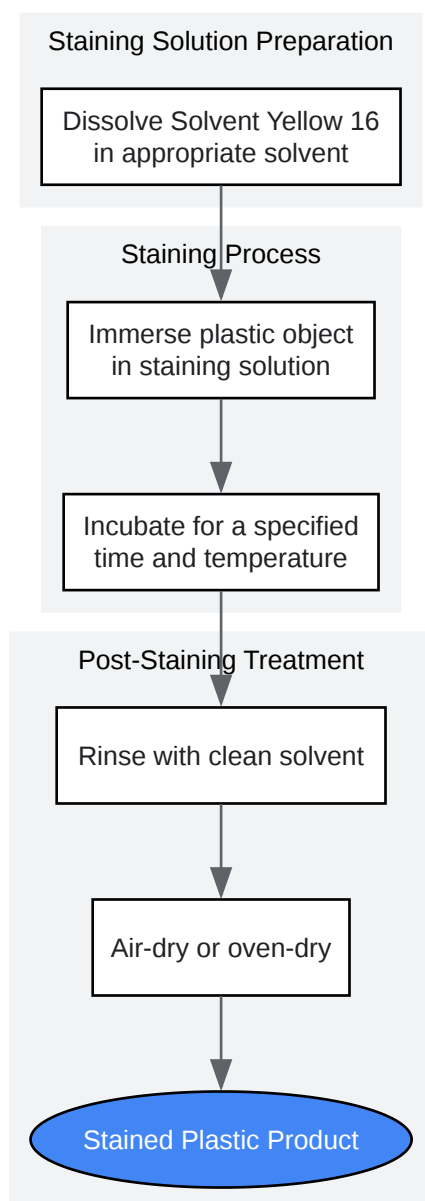 Staining Solution Preparation
Dissolve Solvent Yellow 16
in appropriate solvent
Staining Process
Immerse plastic object
in staining solution
Incubate for a specified
time and temperature
Post-Staining Treatment
Rinse with clean solvent
Air-dry or oven-dry
Stained Plastic Product